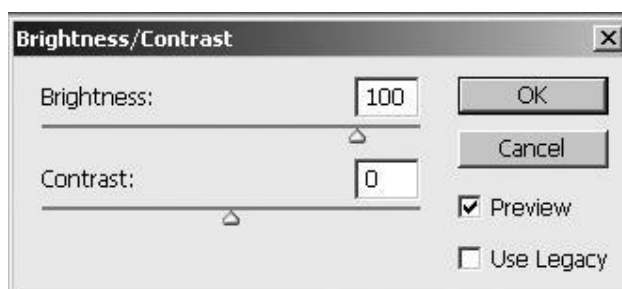 Brightness/Contrast
Brightness: 100
OK
Cancel
Contrast: 0
Preview
Use Legacy